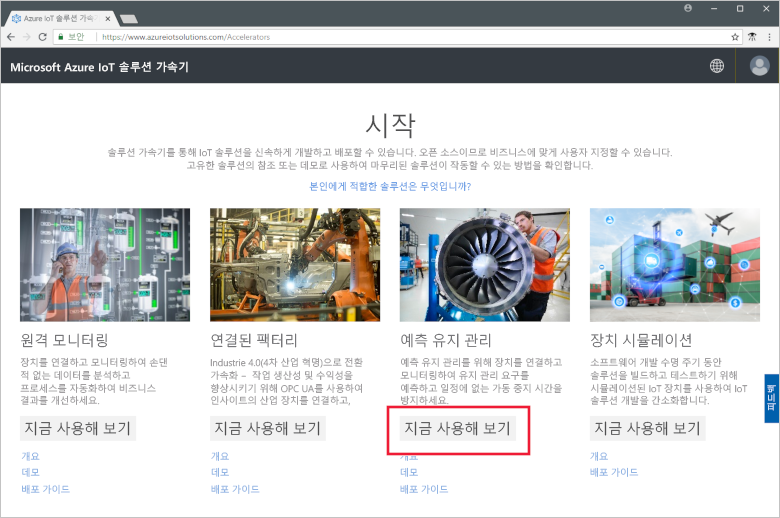 Azure IoT 솔루션 가속
보안
https://www.azureiotsolutions.com/Accelerators
Microsoft Azure IoT 솔루션 가속기
시작
솔루션 가속기를 통해 IoT 솔루션을 신속하게 개발하고 배포할 수 있습니다. 오픈 소스이므로 비즈니스에 맞게 사용자 지정할 수 있습니다.
고유한 솔루션의 참조 또는 데모로 사용하여 마무리된 솔루션이 작동할 수 있는 방법을 확인합니다.
본인에게 적합한 솔루션은 무엇입니까?
원격 모니터링
장치를 연결하고 모니터링하여 손댄
적 없는 데이터를 분석하고
프로세스를 자동화하여 비즈니스
결과를 개선하세요.
지금 사용해 보기
개요
데모
배포 가이드
연결된 팩터리
Industrie 4.0(4차 산업 혁명)으로 전환
가속화 – 작업 생산성 및 수익성을
향상시키기 위해 OPC UA를 사용하여
인사이트의 산업 장치를 연결하고,
지금 사용해 보기
개요
데모
배포 가이드
예측 유지 관리
예측 유지 관리를 위해 장치를 연결하고
모니터링하여 유지 관리 요구를
예측하고 일정에 없는 가동 중지 시간을
방지하세요.
지금 사용해 보기
개요
데모
배포 가이드
장치 시뮬레이션
소프트웨어 개발 수명 주기 동안
솔루션을 빌드하고 테스트하기 위해
시뮬레이션된 IoT 장치를 사용하여 IoT
솔루션 개발을 간소화합니다.
지금 사용해 보기
개요
배포 가이드
피드백